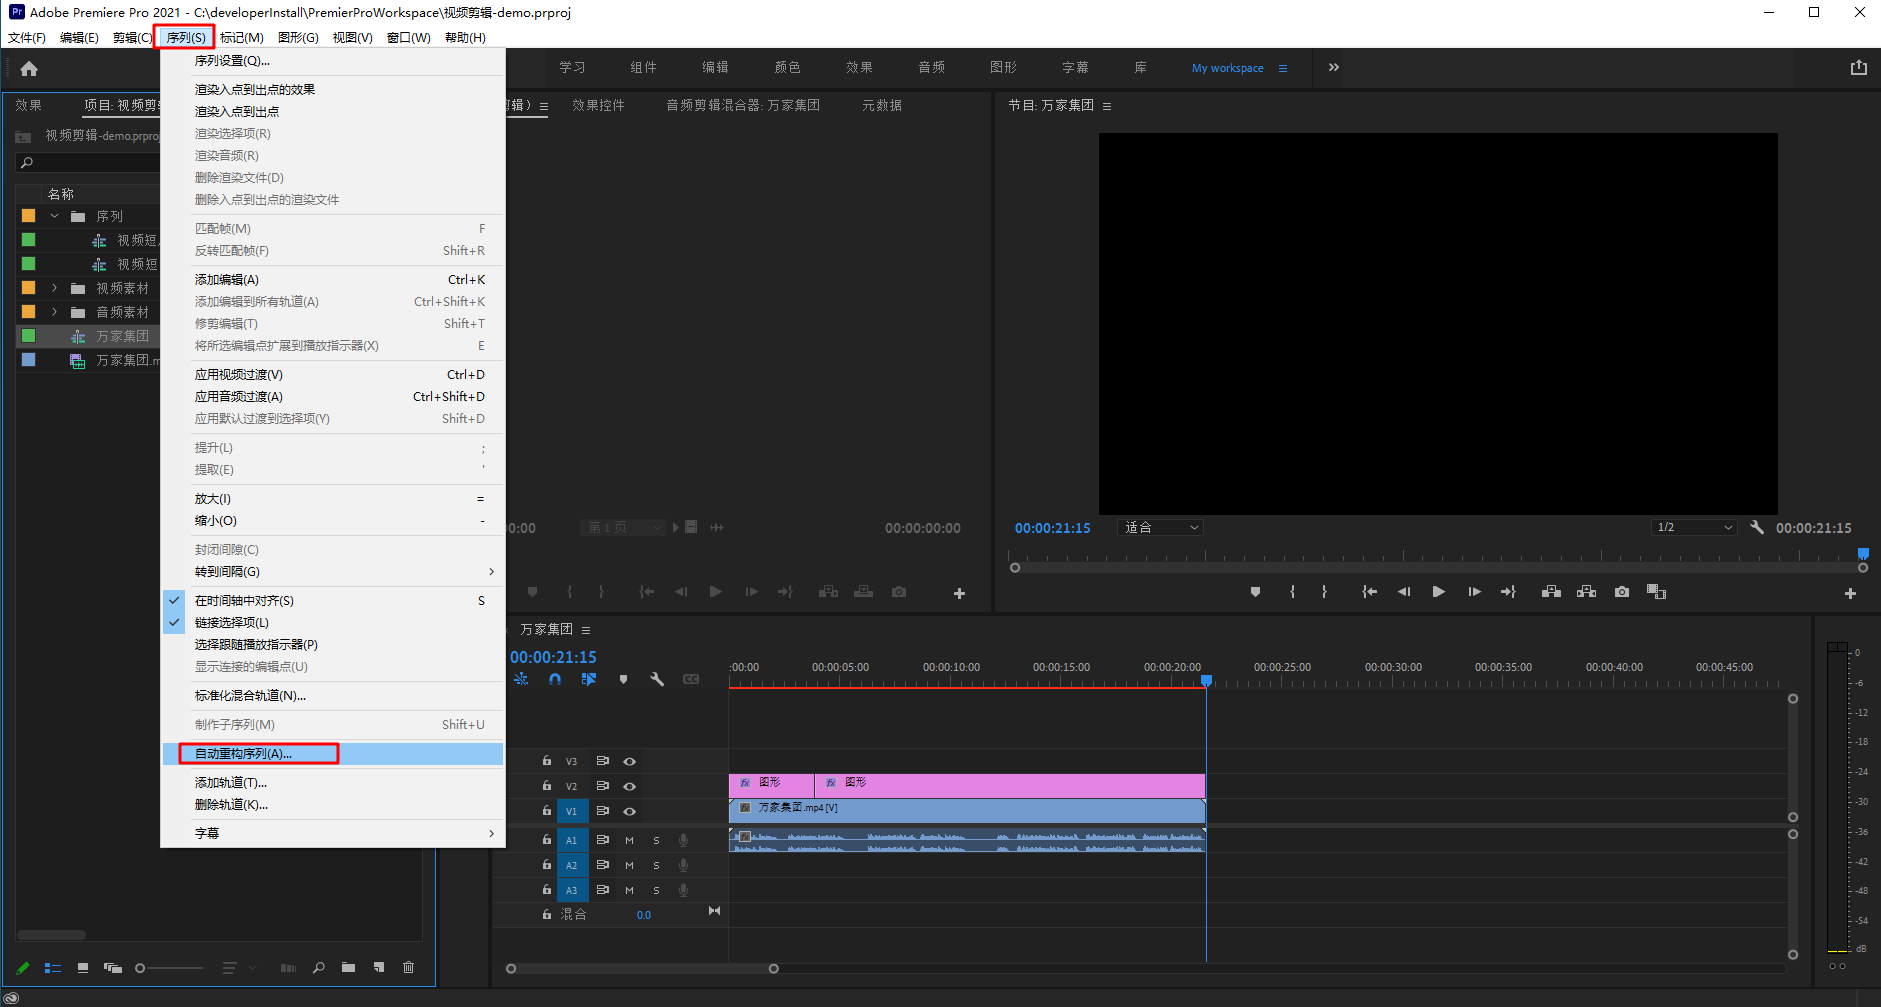 Adobe Premiere Pro 2021 - C:\developerInstall\PremierProWorkspace\视频剪辑-demo.prproj
文件(F) 编辑(E) 剪辑(C) 序列(S) 标记(M) 图形(G) 视图(V) 窗口(W) 帮助(H)
学习 组件 编辑 颜色 效果 音频 图形 字幕 库 My workspace
效果 项目: 视频剪辑
剪辑) 效果控件 音频剪辑混合器: 万家集团 元数据
节目: 万家集团
视频剪辑-demo.prproj
名称
序列
视频短
视频短
视频素材
音频素材
万家集团
万家集团.m
序列设置(Q)...
渲染入点到出点的效果
渲染入点到出点
渲染选择项(R)
渲染音频(R)
删除渲染文件(D)
删除入点到出点的渲染文件
匹配帧(M) F
反转匹配帧(F) Shift+R
添加编辑(A) Ctrl+K
添加编辑到所有轨道(A) Ctrl+Shift+K
修剪编辑(T) Shift+T
将所选编辑点扩展到播放指示器(X) E
应用视频过渡(V) Ctrl+D
应用音频过渡(A) Ctrl+Shift+D
应用默认过渡到选择项(Y) Shift+D
提升(L) ;
提取(E) '
放大(I) =
缩小(O) -
封闭间隙(C)
转到间隔(G)
在时间轴中对齐(S) S
链接选择项(L)
选择跟随播放指示器(P)
显示连接的编辑点(U)
标准化混合轨道(N)...
制作子序列(M) Shift+U
自动重构序列(A)...
添加轨道(T)...
删除轨道(K)...
字幕
00:00 第 1 页 00:00:00:00
00:00:21:15 适合 1/2 00:00:21:15
万家集团
00:00:21:15
:00:00 00:00:05:00 00:00:10:00 00:00:15:00 00:00:20:00 00:00:25:00 00:00:30:00 00:00:35:00 00:00:40:00 00:00:45:00
V3
V2 fx 图形 fx 图形
V1 fx 万家集团.mp4 [V]
A1 M S fx
A2 M S
A3 M S
混合 0.0
0
-6
-12
-18
-24
-30
-36
-42
-48
-54
dB